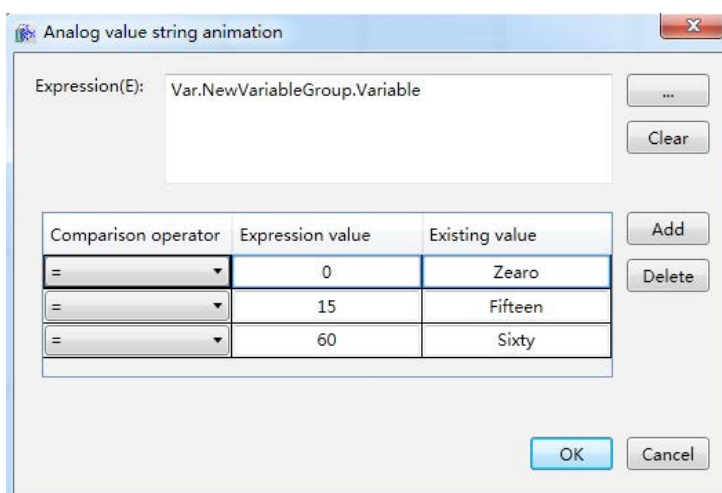 Analog value string animation
Expression(E): Var.NewVariableGroup.Variable ...
Clear
Comparison operator Expression value Existing value Add
= 0 Zearo Delete
= 15 Fifteen
= 60 Sixty
OK Cancel